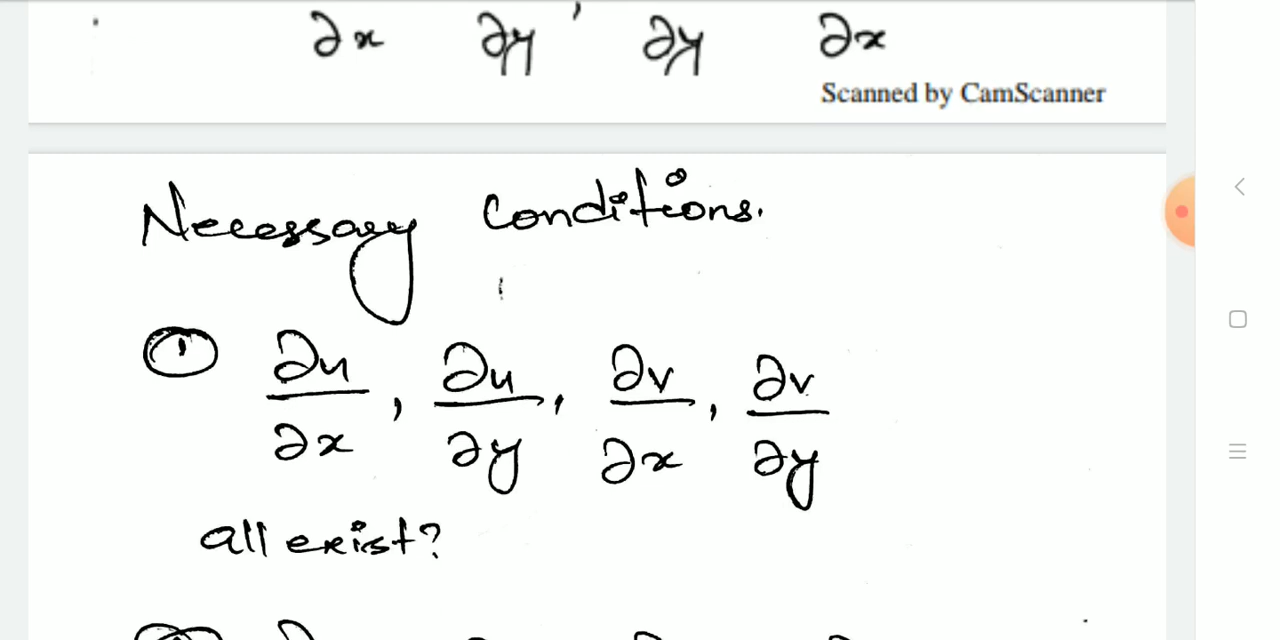 ∂x ∂y , ∂y ∂x
Scanned by CamScanner
Necessary Conditions.
① ∂u/∂x , ∂u/∂y , ∂v/∂x , ∂v/∂y
all exist?